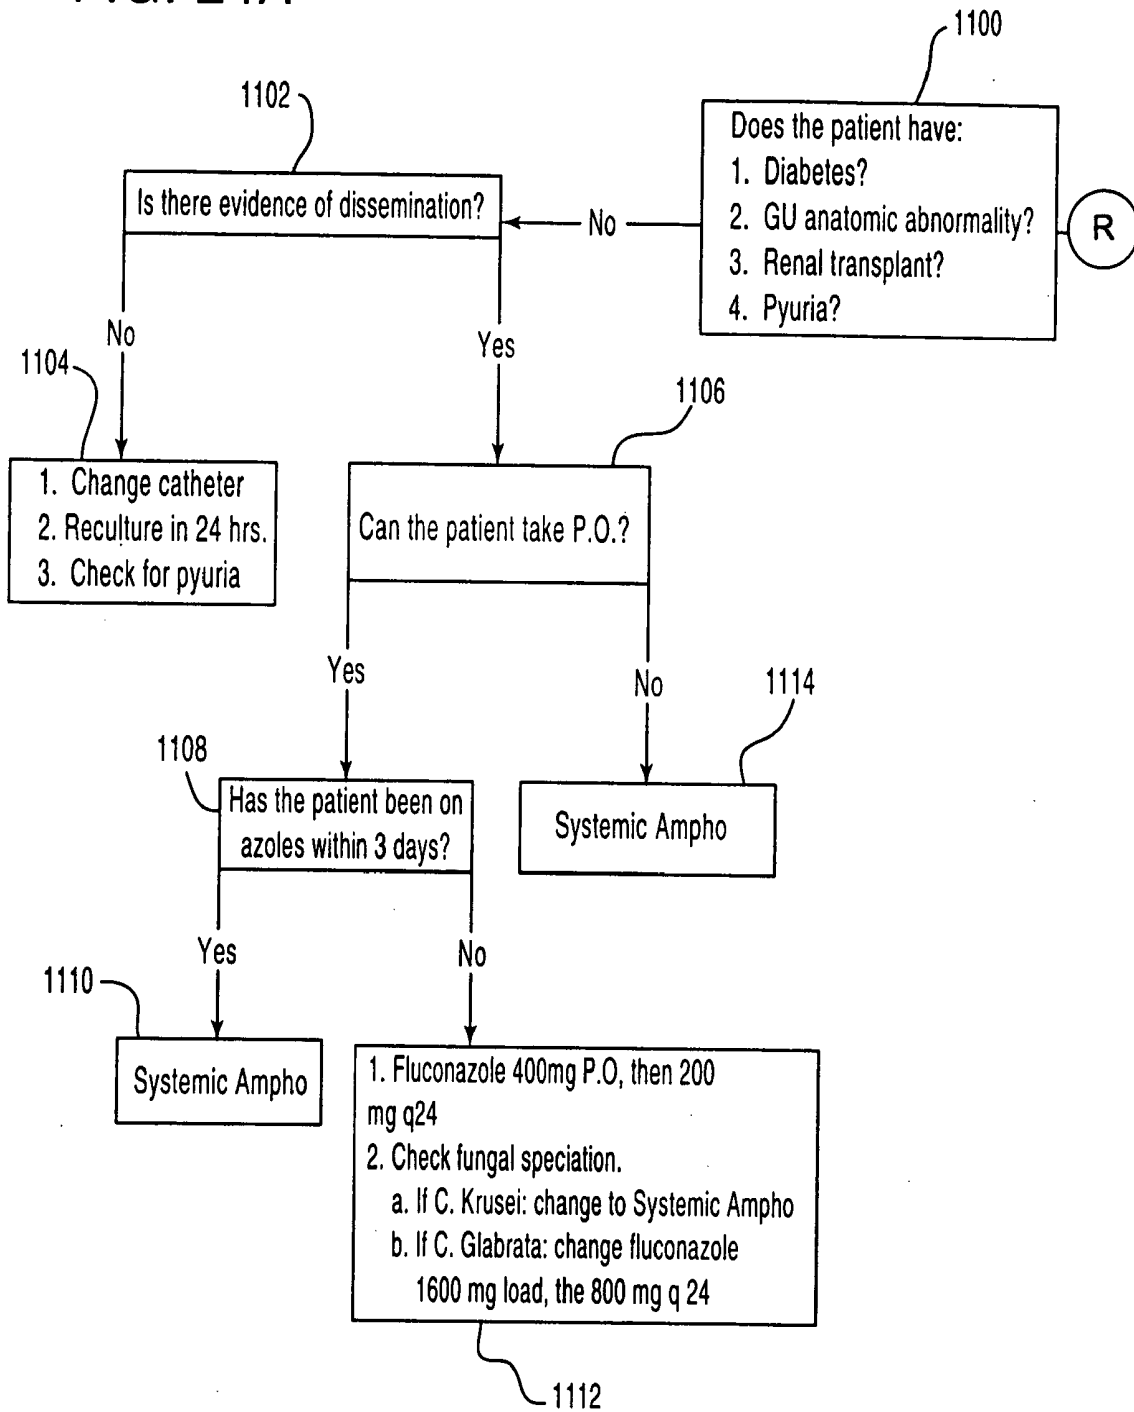 1100
1102
Does the patient have:
1. Diabetes?
2. GU anatomic abnormality?
3. Renal transplant?
4. Pyuria?
R
Is there evidence of dissemination?
No
No
Yes
1104
1106
1. Change catheter
2. Reculture in 24 hrs.
3. Check for pyuria
Can the patient take P.O.?
Yes
No
1114
1108
Has the patient been on
azoles within 3 days?
Systemic Ampho
Yes
No
1110
Systemic Ampho
1. Fluconazole 400mg P.O, then 200
mg q24
2. Check fungal speciation.
a. If C. Krusei: change to Systemic Ampho
b. If C. Glabrata: change fluconazole
1600 mg load, the 800 mg q 24
1112